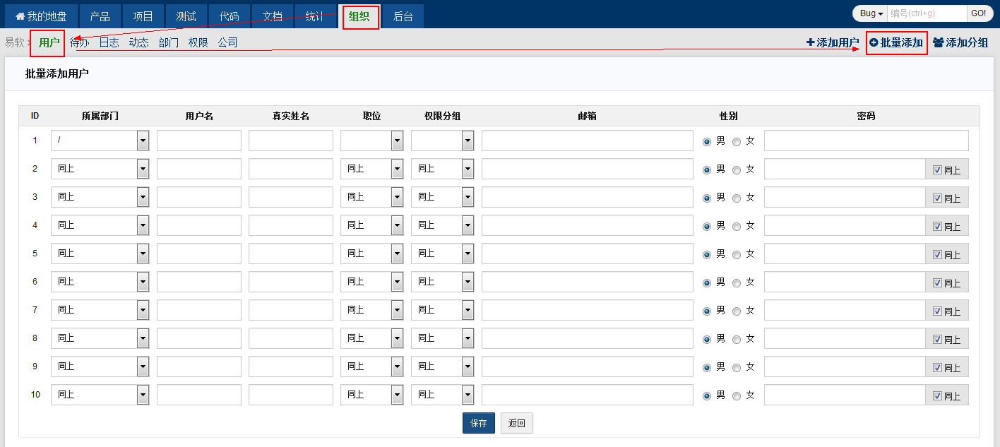 我的地盘 产品 项目 测试 代码 文档 统计 组织 后台 Bug 编号(ctrl+g) GO!
易软 用户 待办 日志 动态 部门 权限 公司 添加用户 批量添加 添加分组
批量添加用户
ID 所属部门 用户名 真实姓名 职位 权限分组 邮箱 性别 密码
1 / 男 女
2 同上 同上 同上 男 女 同上
3 同上 同上 同上 男 女 同上
4 同上 同上 同上 男 女 同上
5 同上 同上 同上 男 女 同上
6 同上 同上 同上 男 女 同上
7 同上 同上 同上 男 女 同上
8 同上 同上 同上 男 女 同上
9 同上 同上 同上 男 女 同上
10 同上 同上 同上 男 女 同上
保存 返回